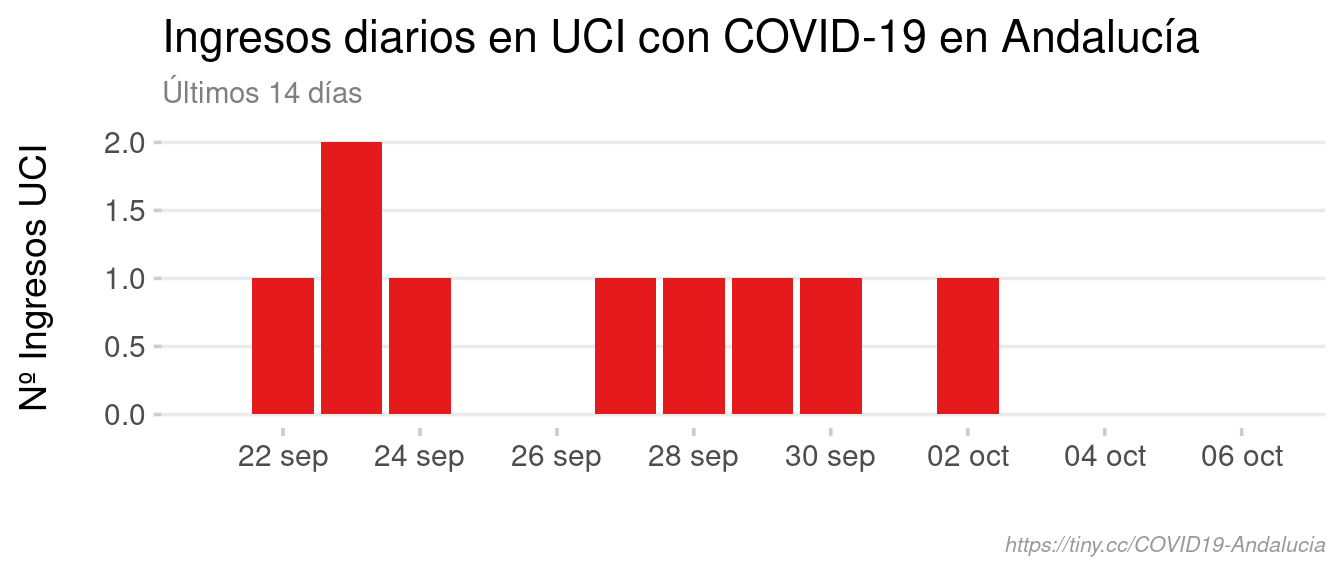 Ingresos diarios en UCI con COVID-19 en Andalucía
Últimos 14 días
Nº Ingresos UCI
2.0
1.5
1.0
0.5
0.0
22 sep 24 sep 26 sep 28 sep 30 sep 02 oct 04 oct 06 oct
https://tiny.cc/COVID19-Andalucia